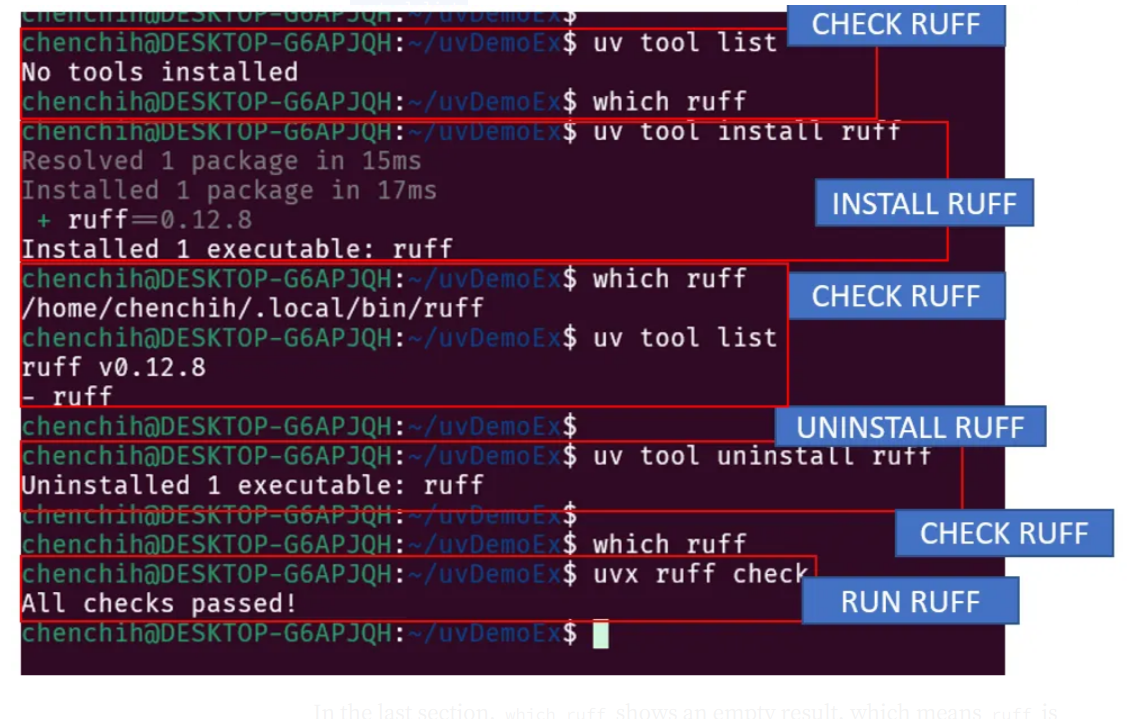 chenchih@DESKTOP-G6APJQH:~/uvDemoEx$
CHECK RUFF
chenchih@DESKTOP-G6APJQH:~/uvDemoEx$ uv tool list
No tools installed
chenchih@DESKTOP-G6APJQH:~/uvDemoEx$ which ruff
chenchih@DESKTOP-G6APJQH:~/uvDemoEx$ uv tool install ruff
Resolved 1 package in 15ms
Installed 1 package in 17ms
INSTALL RUFF
+ ruff==0.12.8
Installed 1 executable: ruff
chenchih@DESKTOP-G6APJQH:~/uvDemoEx$ which ruff
CHECK RUFF
/home/chenchih/.local/bin/ruff
chenchih@DESKTOP-G6APJQH:~/uvDemoEx$ uv tool list
ruff v0.12.8
- ruff
chenchih@DESKTOP-G6APJQH:~/uvDemoEx$
UNINSTALL RUFF
chenchih@DESKTOP-G6APJQH:~/uvDemoEx$ uv tool uninstall ruff
Uninstalled 1 executable: ruff
chenchih@DESKTOP-G6APJQH:~/uvDemoEx$
CHECK RUFF
chenchih@DESKTOP-G6APJQH:~/uvDemoEx$ which ruff
chenchih@DESKTOP-G6APJQH:~/uvDemoEx$ uvx ruff check
All checks passed!
RUN RUFF
chenchih@DESKTOP-G6APJQH:~/uvDemoEx$
In the last section, which ruff shows an empty result, which means ruff is